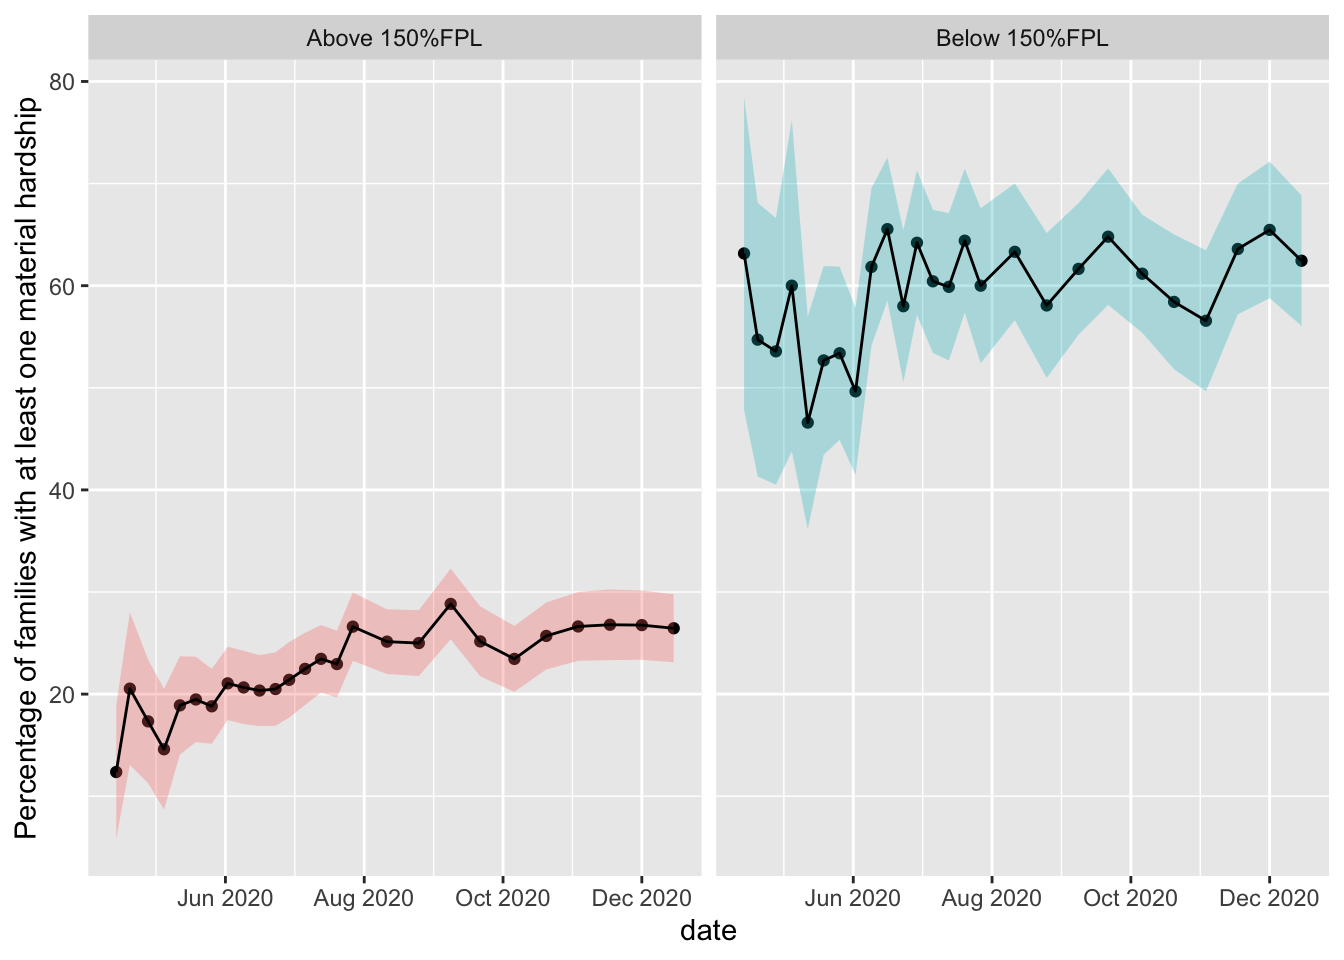 Above 150%FPL
Below 150%FPL
Percentage of families with at least one material hardship
80
60
40
20
Jun 2020
Aug 2020
Oct 2020
Dec 2020
Jun 2020
Aug 2020
Oct 2020
Dec 2020
date